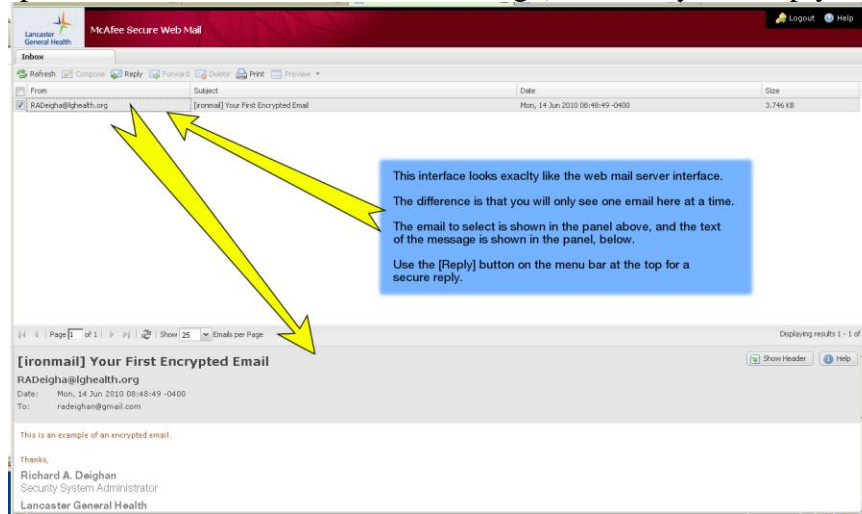 Lancaster
General Health
McAfee Secure Web Mail
Logout Help
Inbox
Refresh Compose Reply Forward Delete Print Preview
From Subject Date Size
RADeigha@lghealth.org [ironmail] Your First Encrypted Email Mon, 14 Jun 2010 08:48:49 -0400 3.746 KB
This interface looks exaclty like the web mail server interface.
The difference is that you will only see one email here at a time.
The email to select is shown in the panel above, and the text
of the message is shown in the panel, below.
Use the [Reply] button on the menu bar at the top for a
secure reply.
Page 1 of 1 Show 25 Emails per Page Displaying results 1 - 1 of
[ironmail] Your First Encrypted Email Show Header Help
RADeigha@lghealth.org
Date: Mon, 14 Jun 2010 08:48:49 -0400
To: radeighan@gmail.com
This is an example of an encrypted email.
Thanks,
Richard A. Deighan
Security System Administrator
Lancaster General Health